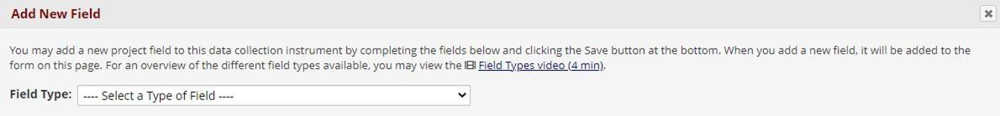 Add New Field
You may add a new project field to this data collection instrument by completing the fields below and clicking the Save button at the bottom. When you add a new field, it will be added to the
form on this page. For an overview of the different field types available, you may view the Field Types video (4 min).
Field Type: ---- Select a Type of Field ----